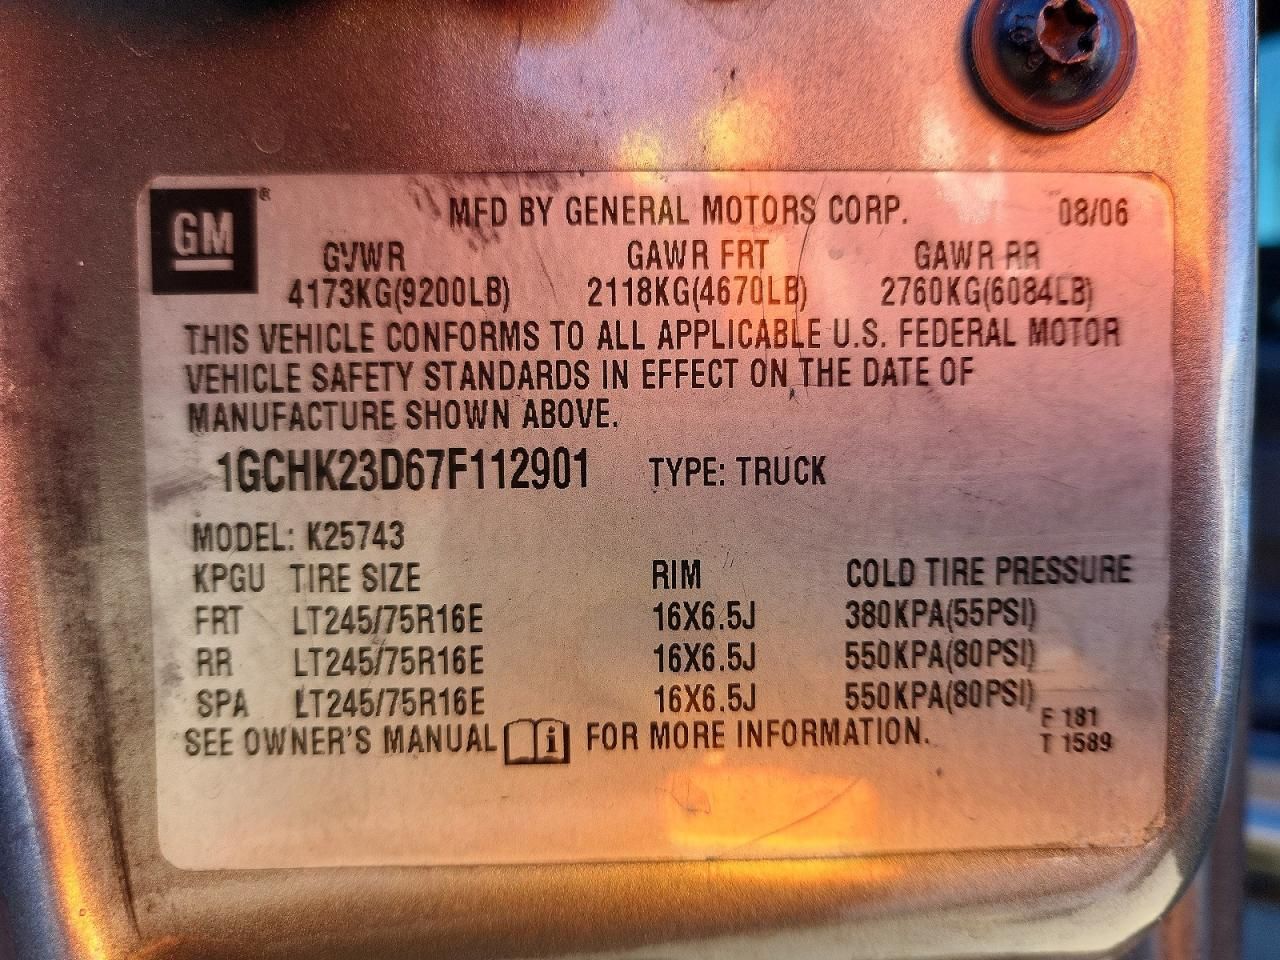 GM ® MFD BY GENERAL MOTORS CORP. 08/06
GVWR GAWR FRT GAWR RR
4173KG(9200LB) 2118KG(4670LB) 2760KG(6084LB)
THIS VEHICLE CONFORMS TO ALL APPLICABLE U.S. FEDERAL MOTOR
VEHICLE SAFETY STANDARDS IN EFFECT ON THE DATE OF
MANUFACTURE SHOWN ABOVE.
1GCHK23D67F112901 TYPE: TRUCK
MODEL: K25743
KPGU TIRE SIZE RIM COLD TIRE PRESSURE
FRT LT245/75R16E 16X6.5J 380KPA(55PSI)
RR LT245/75R16E 16X6.5J 550KPA(80PSI)
SPA LT245/75R16E 16X6.5J 550KPA(80PSI)
SEE OWNER'S MANUAL i FOR MORE INFORMATION.
F 181
T 1589